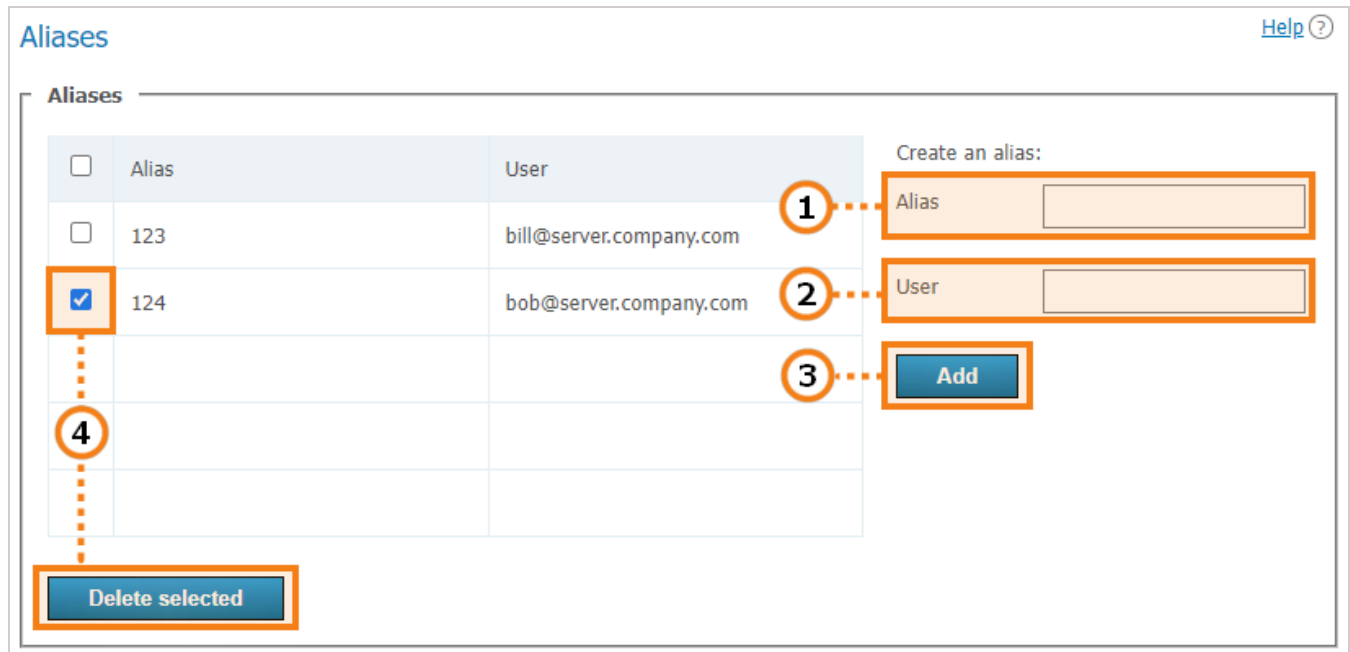 Aliases
Help ?
Aliases
Alias User
123 bill@server.company.com
124 bob@server.company.com
Delete selected
4
Create an alias:
1 Alias
2 User
3 Add